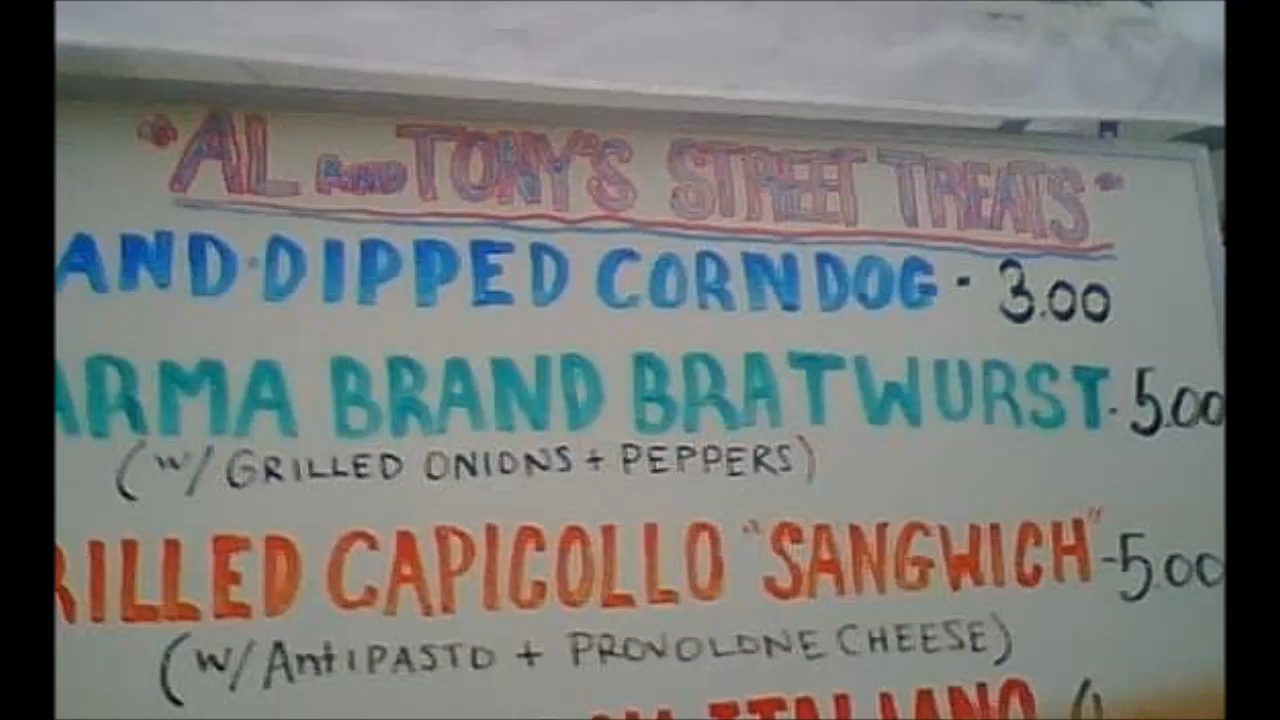 "AL AND TONY'S STREET TREATS"
AND-DIPPED CORNDOG - 3.00
ARMA BRAND BRATWURST. 5.00
(W/ GRILLED ONIONS + PEPPERS)
RILLED CAPICOLLO "SANGWICH" - 5.00
(W/ ANtIPASTO + PROVOLONE CHEESE)
ITALIANO